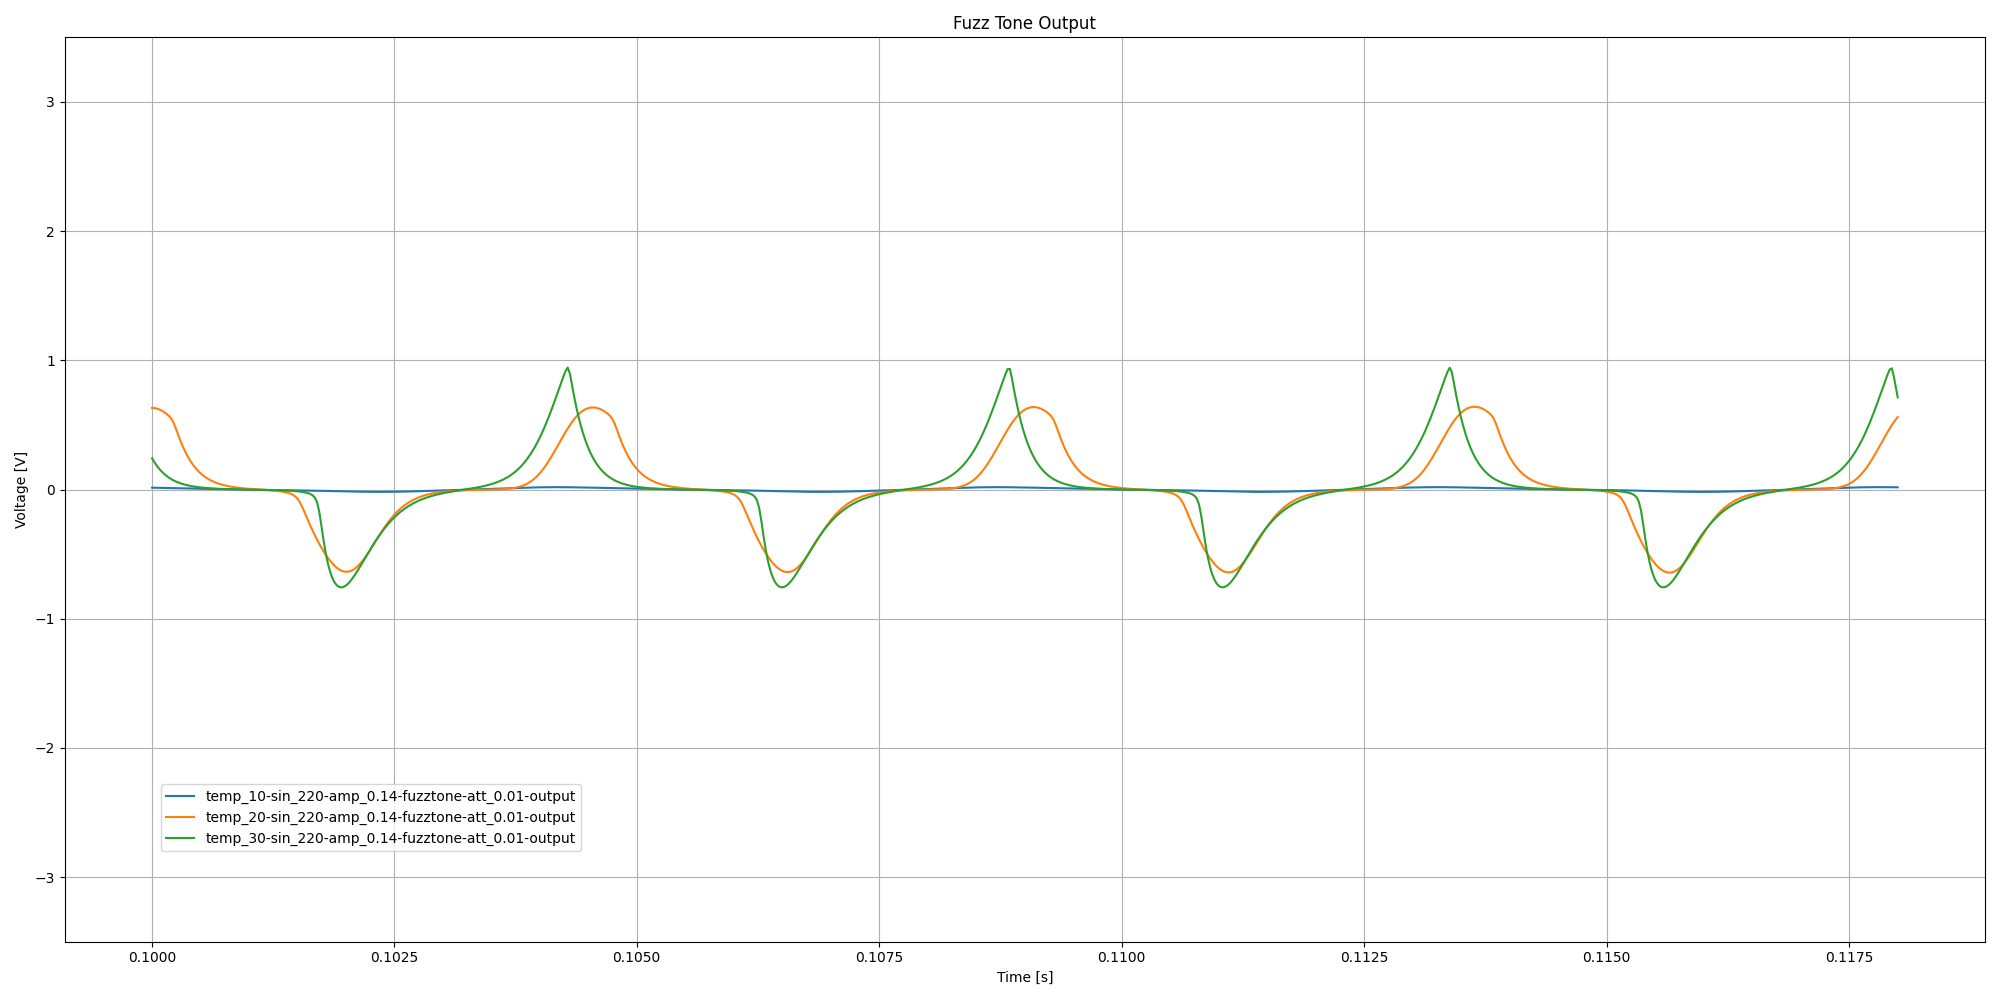 Fuzz Tone Output
3
2
1
0
−1
−2
−3
Voltage [V]
temp_10-sin_220-amp_0.14-fuzztone-att_0.01-output
temp_20-sin_220-amp_0.14-fuzztone-att_0.01-output
temp_30-sin_220-amp_0.14-fuzztone-att_0.01-output
0.1000 0.1025 0.1050 0.1075 0.1100 0.1125 0.1150 0.1175
Time [s]